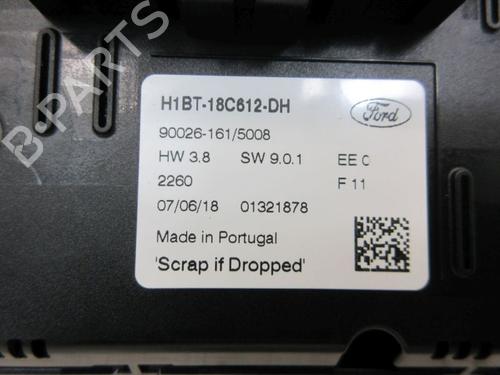 H1BT-18C612-DH
Ford
90026-161/5008
HW 3.8 SW 9.0.1 EE 0
2260 F 11
07/06/18 01321878
Made in Portugal
'Scrap if Dropped'
B-PARTS